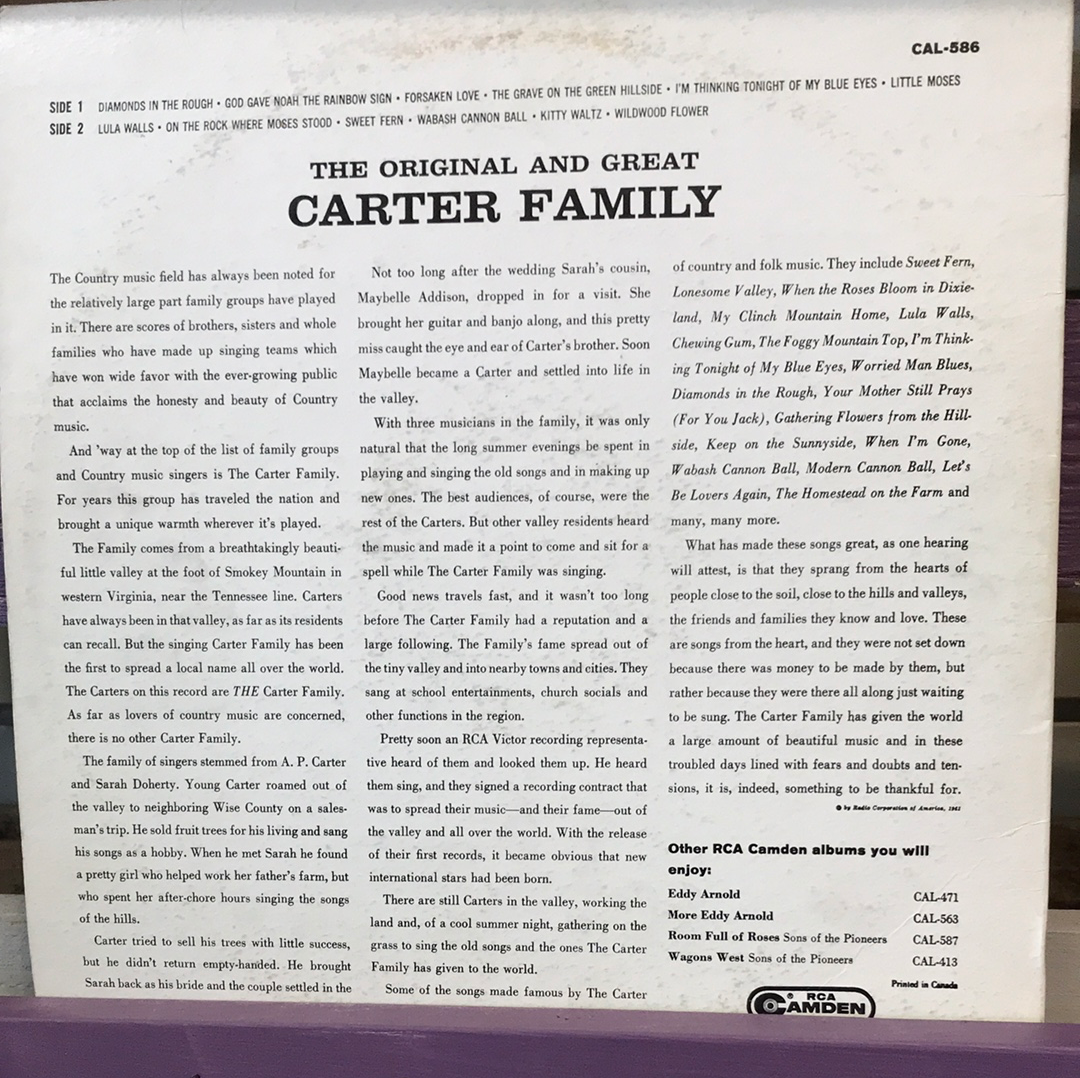 CAL-586
SIDE 1 DIAMONDS IN THE ROUGH • GOD GAVE NOAH THE RAINBOW SIGN • FORSAKEN LOVE • THE GRAVE ON THE GREEN HILLSIDE • I'M THINKING TONIGHT OF MY BLUE EYES • LITTLE MOSES
SIDE 2 LULA WALLS • ON THE ROCK WHERE MOSES STOOD • SWEET FERN • WABASH CANNON BALL • KITTY WALTZ • WILDWOOD FLOWER
THE ORIGINAL AND GREAT
CARTER FAMILY
The Country music field has always been noted for
the relatively large part family groups have played
in it. There are scores of brothers, sisters and whole
families who have made up singing teams which
have won wide favor with the ever-growing public
that acclaims the honesty and beauty of Country
music.
And 'way at the top of the list of family groups
and Country music singers is The Carter Family.
For years this group has traveled the nation and
brought a unique warmth wherever it's played.
The Family comes from a breathtakingly beauti-
ful little valley at the foot of Smokey Mountain in
western Virginia, near the Tennessee line. Carters
have always been in that valley, as far as its residents
can recall. But the singing Carter Family has been
the first to spread a local name all over the world.
The Carters on this record are THE Carter Family.
As far as lovers of country music are concerned,
there is no other Carter Family.
The family of singers stemmed from A. P. Carter
and Sarah Doherty. Young Carter roamed out of
the valley to neighboring Wise County on a sales-
man's trip. He sold fruit trees for his living and sang
his songs as a hobby. When he met Sarah he found
a pretty girl who helped work her father's farm, but
who spent her after-chore hours singing the songs
of the hills.
Carter tried to sell his trees with little success,
but he didn't return empty-handed. He brought
Sarah back as his bride and the couple settled in the
Not too long after the wedding Sarah's cousin,
Maybelle Addison, dropped in for a visit. She
brought her guitar and banjo along, and this pretty
miss caught the eye and ear of Carter's brother. Soon
Maybelle became a Carter and settled into life in
the valley.
With three musicians in the family, it was only
natural that the long summer evenings be spent in
playing and singing the old songs and in making up
new ones. The best audiences, of course, were the
rest of the Carters. But other valley residents heard
the music and made it a point to come and sit for a
spell while The Carter Family was singing.
Good news travels fast, and it wasn't too long
before The Carter Family had a reputation and a
large following. The Family's fame spread out of
the tiny valley and into nearby towns and cities. They
sang at school entertainments, church socials and
other functions in the region.
Pretty soon an RCA Victor recording representa-
tive heard of them and looked them up. He heard
them sing, and they signed a recording contract that
was to spread their music—and their fame—out of
the valley and all over the world. With the release
of their first records, it became obvious that new
international stars had been born.
There are still Carters in the valley, working the
land and, of a cool summer night, gathering on the
grass to sing the old songs and the ones The Carter
Family has given to the world.
Some of the songs made famous by The Carter
of country and folk music. They include Sweet Fern,
Lonesome Valley, When the Roses Bloom in Dixie-
land, My Clinch Mountain Home, Lula Walls,
Chewing Gum, The Foggy Mountain Top, I'm Think-
ing Tonight of My Blue Eyes, Worried Man Blues,
Diamonds in the Rough, Your Mother Still Prays
(For You Jack), Gathering Flowers from the Hill-
side, Keep on the Sunnyside, When I'm Gone,
Wabash Cannon Ball, Modern Cannon Ball, Let's
Be Lovers Again, The Homestead on the Farm and
many, many more.
What has made these songs great, as one hearing
will attest, is that they sprang from the hearts of
people close to the soil, close to the hills and valleys,
the friends and families they know and love. These
are songs from the heart, and they were not set down
because there was money to be made by them, but
rather because they were there all along just waiting
to be sung. The Carter Family has given the world
a large amount of beautiful music and in these
troubled days lined with fears and doubts and ten-
sions, it is, indeed, something to be thankful for.
© by Radio Corporation of America, 1962
Other RCA Camden albums you will
enjoy:
Eddy Arnold CAL-471
More Eddy Arnold CAL-563
Room Full of Roses Sons of the Pioneers CAL-587
Wagons West Sons of the Pioneers CAL-413
Printed in Canada
® RCA
CAMDEN